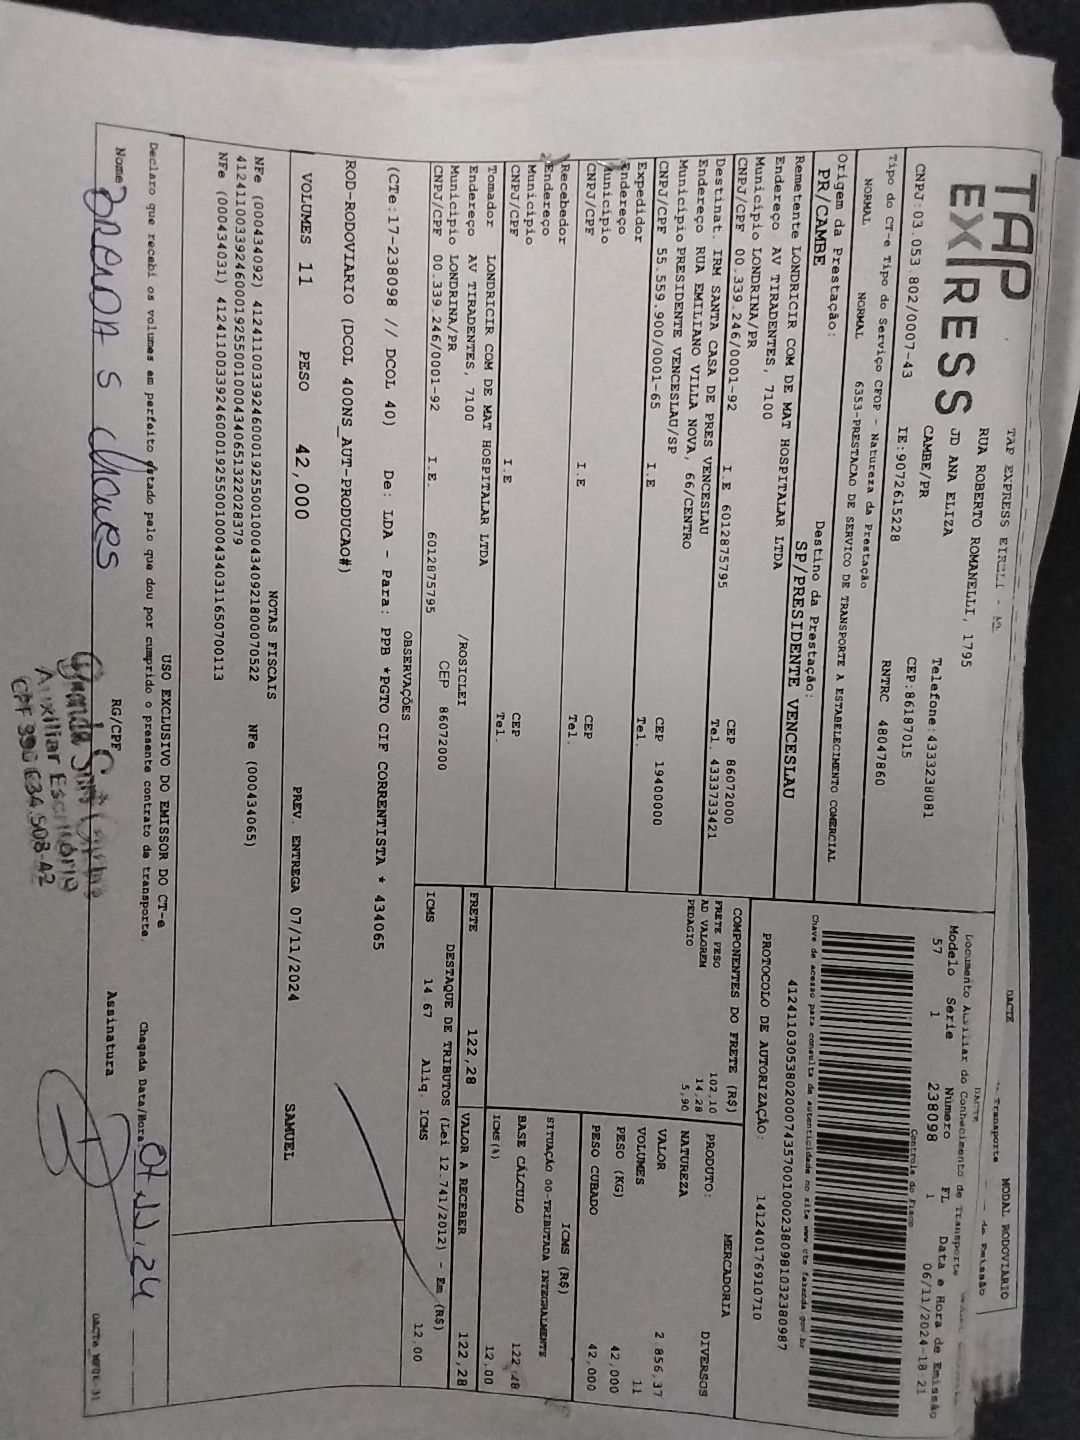 TAP EXPRESS
TAP EXPRESS
RUA ROBERTO ROMANELLI, 1795
JD ANA ELIZA
CAMBE/PR
CEP:86187015
Telefone:4333238081
CNPJ:03.053.802/0007-43
IE:9072615228
RNTRC 48047860
DACTE
MODAL RODOVIÁRIO
DACTE
Documento Auxiliar do Conhecimento de Transporte
Modelo Série Número FL Data e Hora de Emissão
57 1 238098 1 06/11/2024-18 21
Controle do Fisco
Tipo do CT-e Tipo do Serviço CFOP - Natureza da Prestação
NORMAL NORMAL 6353-PRESTACAO DE SERVICO DE TRANSPORTE A ESTABELECIMENTO COMERCIAL
Origem da Prestação: Destino da Prestação:
PR/CAMBE SP/PRESIDENTE VENCESLAU
Chave de acesso para consulta de autenticidade no site www cte fazenda gov br
41241103053802000743570010002380981032380987
PROTOCOLO DE AUTORIZAÇÃO: 141240176910710
Remetente LONDRICIR COM DE MAT HOSPITALAR LTDA
Endereço AV TIRADENTES, 7100
Município LONDRINA/PR CEP 86072000
CNPJ/CPF 00.339.246/0001-92 I.E 6012875795 Tel. 4333733421
Destinat. IRM SANTA CASA DE PRES VENCESLAU
Endereço RUA EMILIANO VILLA NOVA, 66/CENTRO
Município PRESIDENTE VENCESLAU/SP CEP 19400000
CNPJ/CPF 55.559.900/0001-65 I.E Tel.
Expedidor
Endereço
Município CEP
CNPJ/CPF I.E Tel.
Recebedor
Endereço
Município CEP
CNPJ/CPF I.E Tel.
Tomador LONDRICIR COM DE MAT HOSPITALAR LTDA
Endereço AV TIRADENTES, 7100 /ROSICLEI
Município LONDRINA/PR CEP 86072000
CNPJ/CPF 00.339.246/0001-92 I.E. 6012875795
COMPONENTES DO FRETE (R$)
FRETE PESO 102,10
AD VALOREM 14,28
PEDAGIO 5,90
MERCADORIA
PRODUTO: DIVERSOS
NATUREZA
VALOR 2 856,37
VOLUMES 11
PESO (KG) 42,000
PESO CUBADO 42,000
ICMS (R$)
SITUAÇÃO 00-TRIBUTADA INTEGRALMENTE
BASE CÁLCULO 122,28
ICMS(%) 12,00
FRETE 122,28 VALOR A RECEBER 122,28
DESTAQUE DE TRIBUTOS (Lei 12.741/2012) - Em (R$)
ICMS 14.67 Aliq. ICMS 12,00
OBSERVAÇÕES
(CTe:17-238098 // DCOL 40) De: LDA - Para: PPB *PGTO CIF CORRENTISTA * 434065
ROD-RODOVIARIO (DCOL 400NS_AUT-PRODUCAO#)
VOLUMES 11 PESO 42,000 PREV. ENTREGA 07/11/2024 SAMUEL
NOTAS FISCAIS
NFe (000434092) 41241100339246000192550010004340921800070522 NFe (000434065)
41241100339246000192550010004340651322028379
NFe (000434031) 41241100339246000192550010004340311650700113
USO EXCLUSIVO DO EMISSOR DO CT-e
Declaro que recebi os volumes em perfeito estado pelo que dou por cumprido o presente contrato de transporte.
Chegada Data/Hora 07.11.24
Nome BRENDA S RG/CPF Assinatura
Auxiliar Escritório